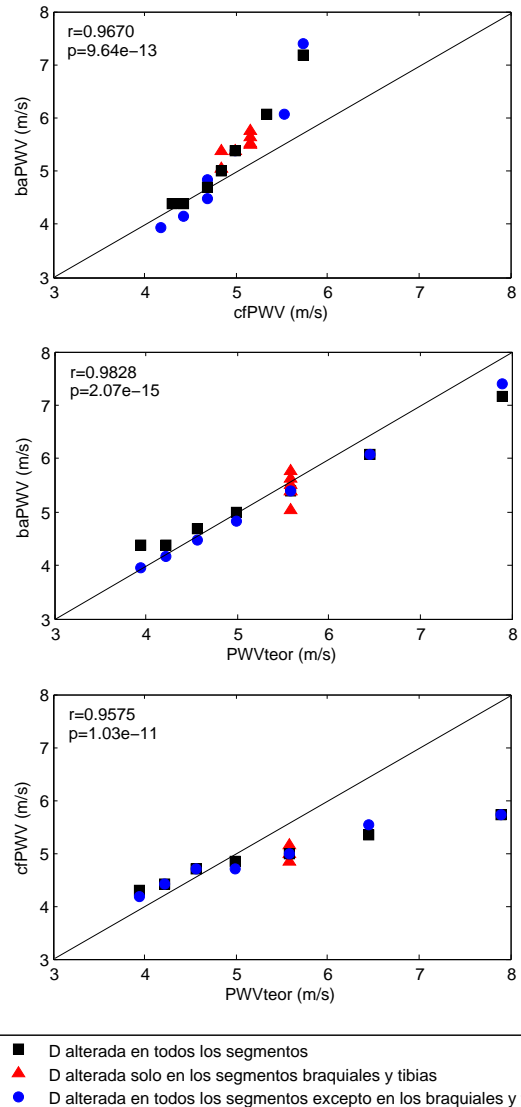 8
r=0.9670
p=9.64e−13
7
6
5
4
3
baPWV (m/s)
3 4 5 6 7 8
cfPWV (m/s)
8
r=0.9828
p=2.07e−15
7
6
5
4
3
baPWV (m/s)
3 4 5 6 7 8
PWVteor (m/s)
8
r=0.9575
p=1.03e−11
7
6
5
4
3
cfPWV (m/s)
3 4 5 6 7 8
PWVteor (m/s)
D alterada en todos los segmentos
D alterada solo en los segmentos braquiales y tibias
D alterada en todos los segmentos excepto en los braquiales y